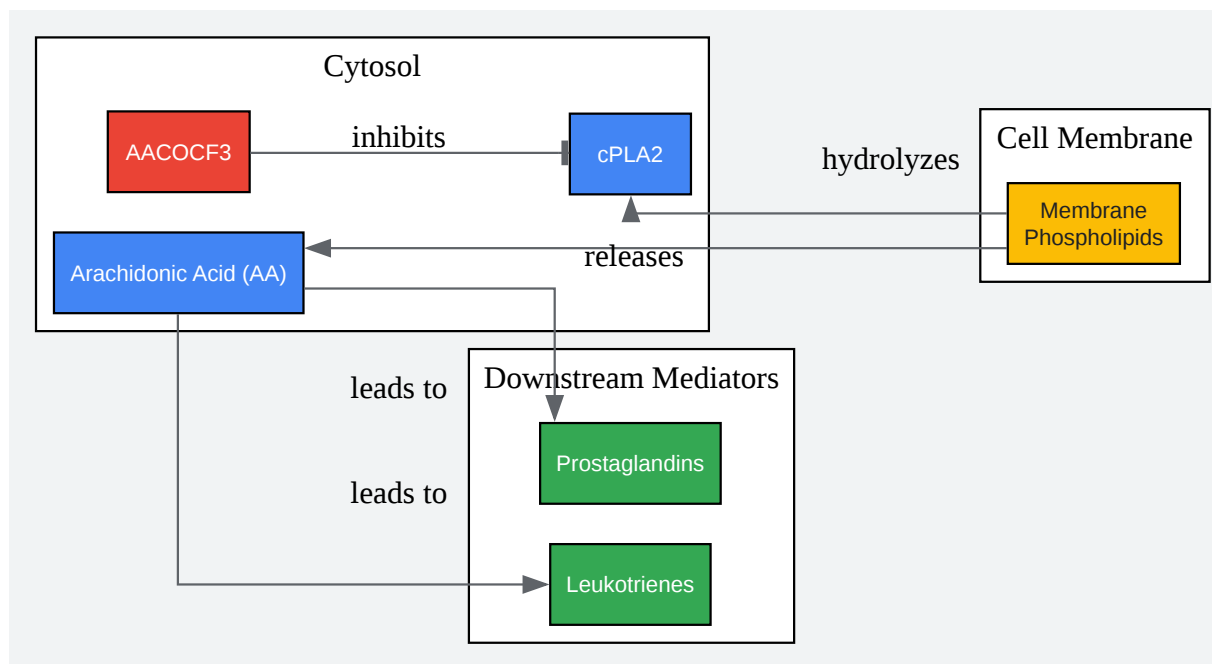 Cytosol
AACOCF3
inhibits
cPLA2
hydrolyzes
Cell Membrane
Membrane
Phospholipids
releases
Arachidonic Acid (AA)
leads to
Downstream Mediators
Prostaglandins
leads to
Leukotrienes